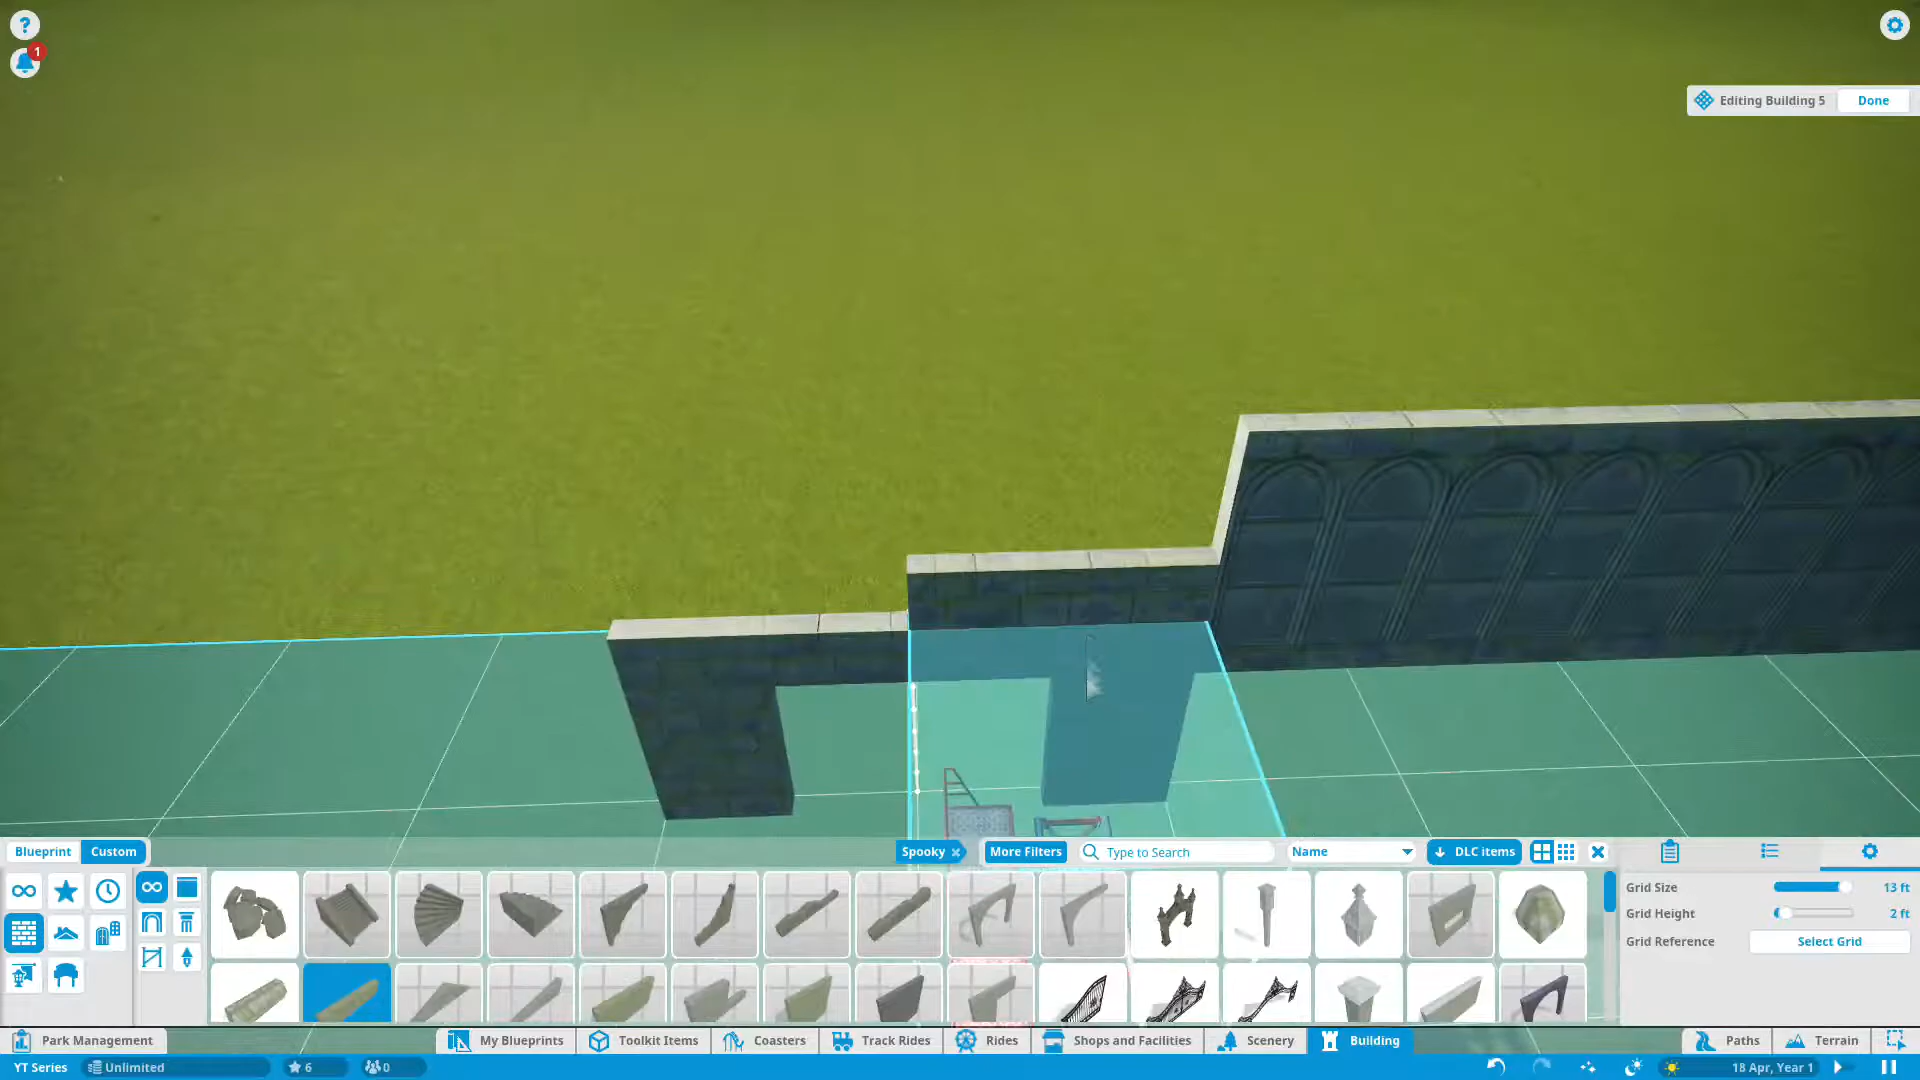 ?
1
Editing Building 5 Done
Blueprint Custom
Spooky More Filters Type to Search Name DLC items
Grid Size 13 ft
Grid Height 2 ft
Grid Reference Select Grid
Park Management My Blueprints Toolkit Items Coasters Track Rides Rides Shops and Facilities Scenery Building Paths Terrain
YT Series Unlimited 6 0 18 Apr, Year 1